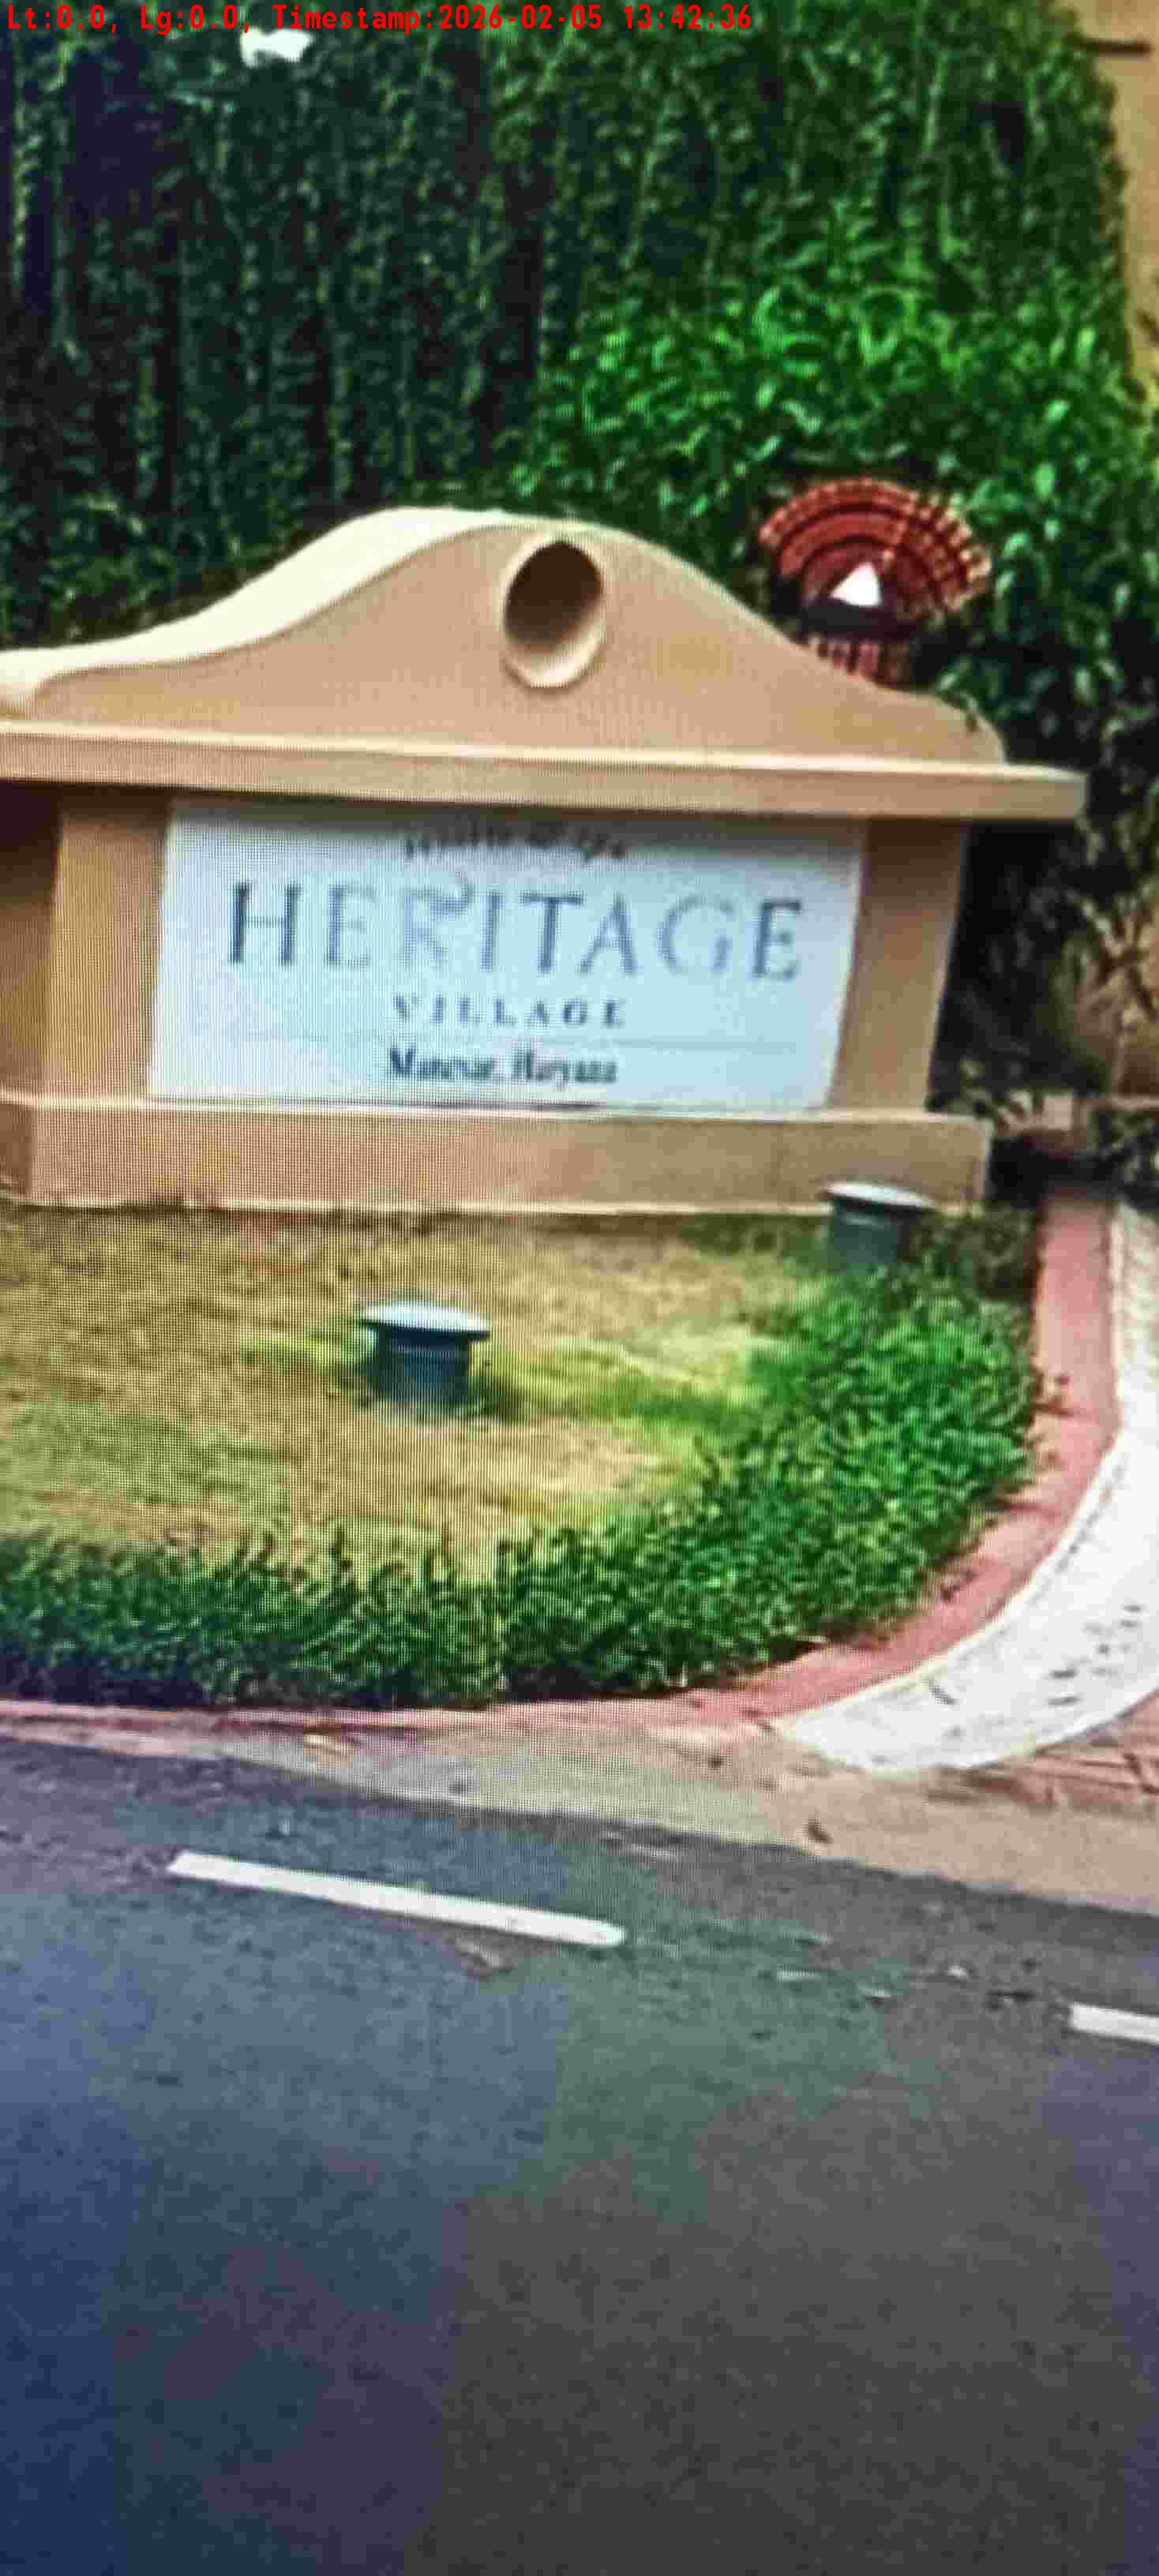 Lt:0.0, Lg:0.0, Timestamp:2026-02-05 13:42:36
HERITAGE
VILLAGE
Manesar, Haryana